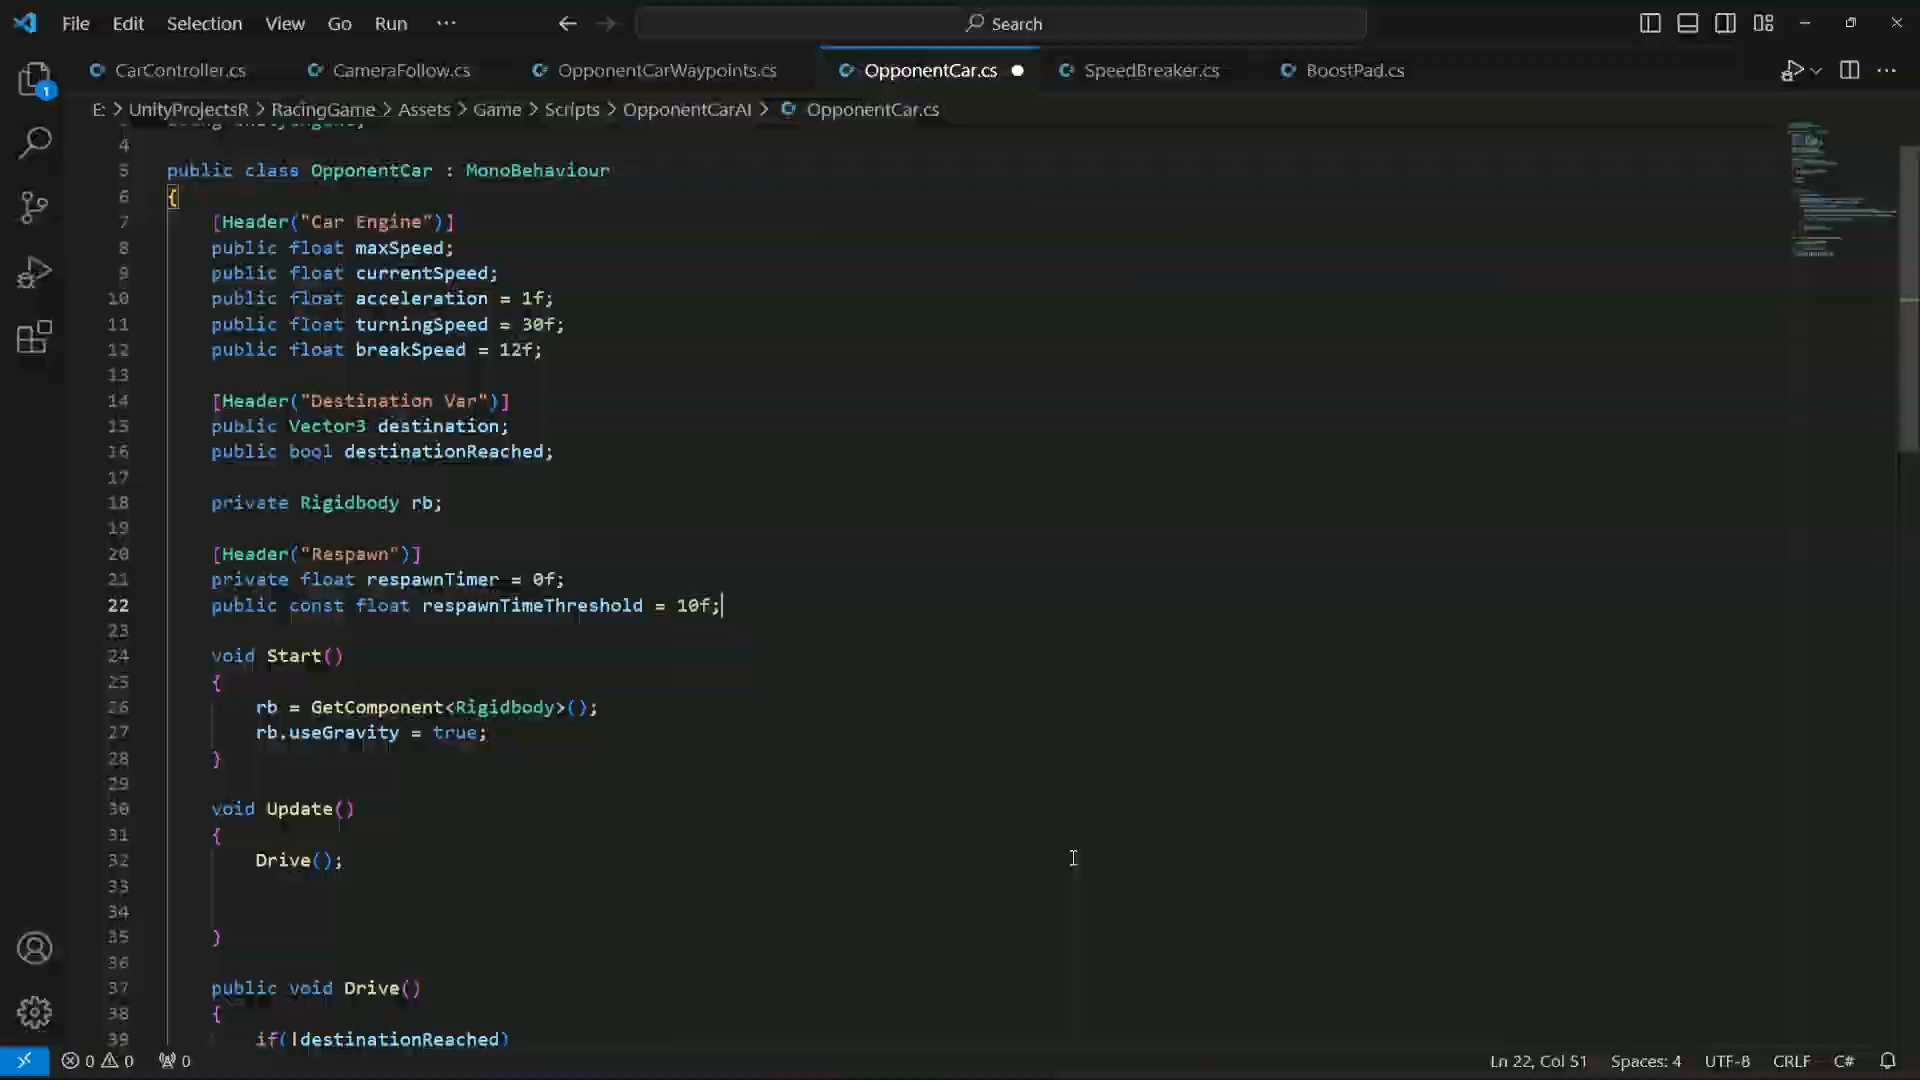 File Edit Selection View Go Run ··· Search
CarController.cs CameraFollow.cs OpponentCarWaypoints.cs OpponentCar.cs SpeedBreaker.cs BoostPad.cs
1
E: > UnityProjectsR > RacingGame > Assets > Game > Scripts > OpponentCarAI > OpponentCar.cs
4
5 public class OpponentCar : MonoBehaviour
6 {
7 [Header("Car Engine")]
8 public float maxSpeed;
9 public float currentSpeed;
10 public float acceleration = 1f;
11 public float turningSpeed = 30f;
12 public float breakSpeed = 12f;
13
14 [Header("Destination Var")]
15 public Vector3 destination;
16 public bool destinationReached;
17
18 private Rigidbody rb;
19
20 [Header("Respawn")]
21 private float respawnTimer = 0f;
22 public const float respawnTimeThreshold = 10f;
23
24 void Start()
25 {
26 rb = GetComponent<Rigidbody>();
27 rb.useGravity = true;
28 }
29
30 void Update()
31 {
32 Drive();
33
34
35 }
36
37 public void Drive()
38 {
39 if(!destinationReached)
0 0 0 Ln 22, Col 51 Spaces: 4 UTF-8 CRLF C#